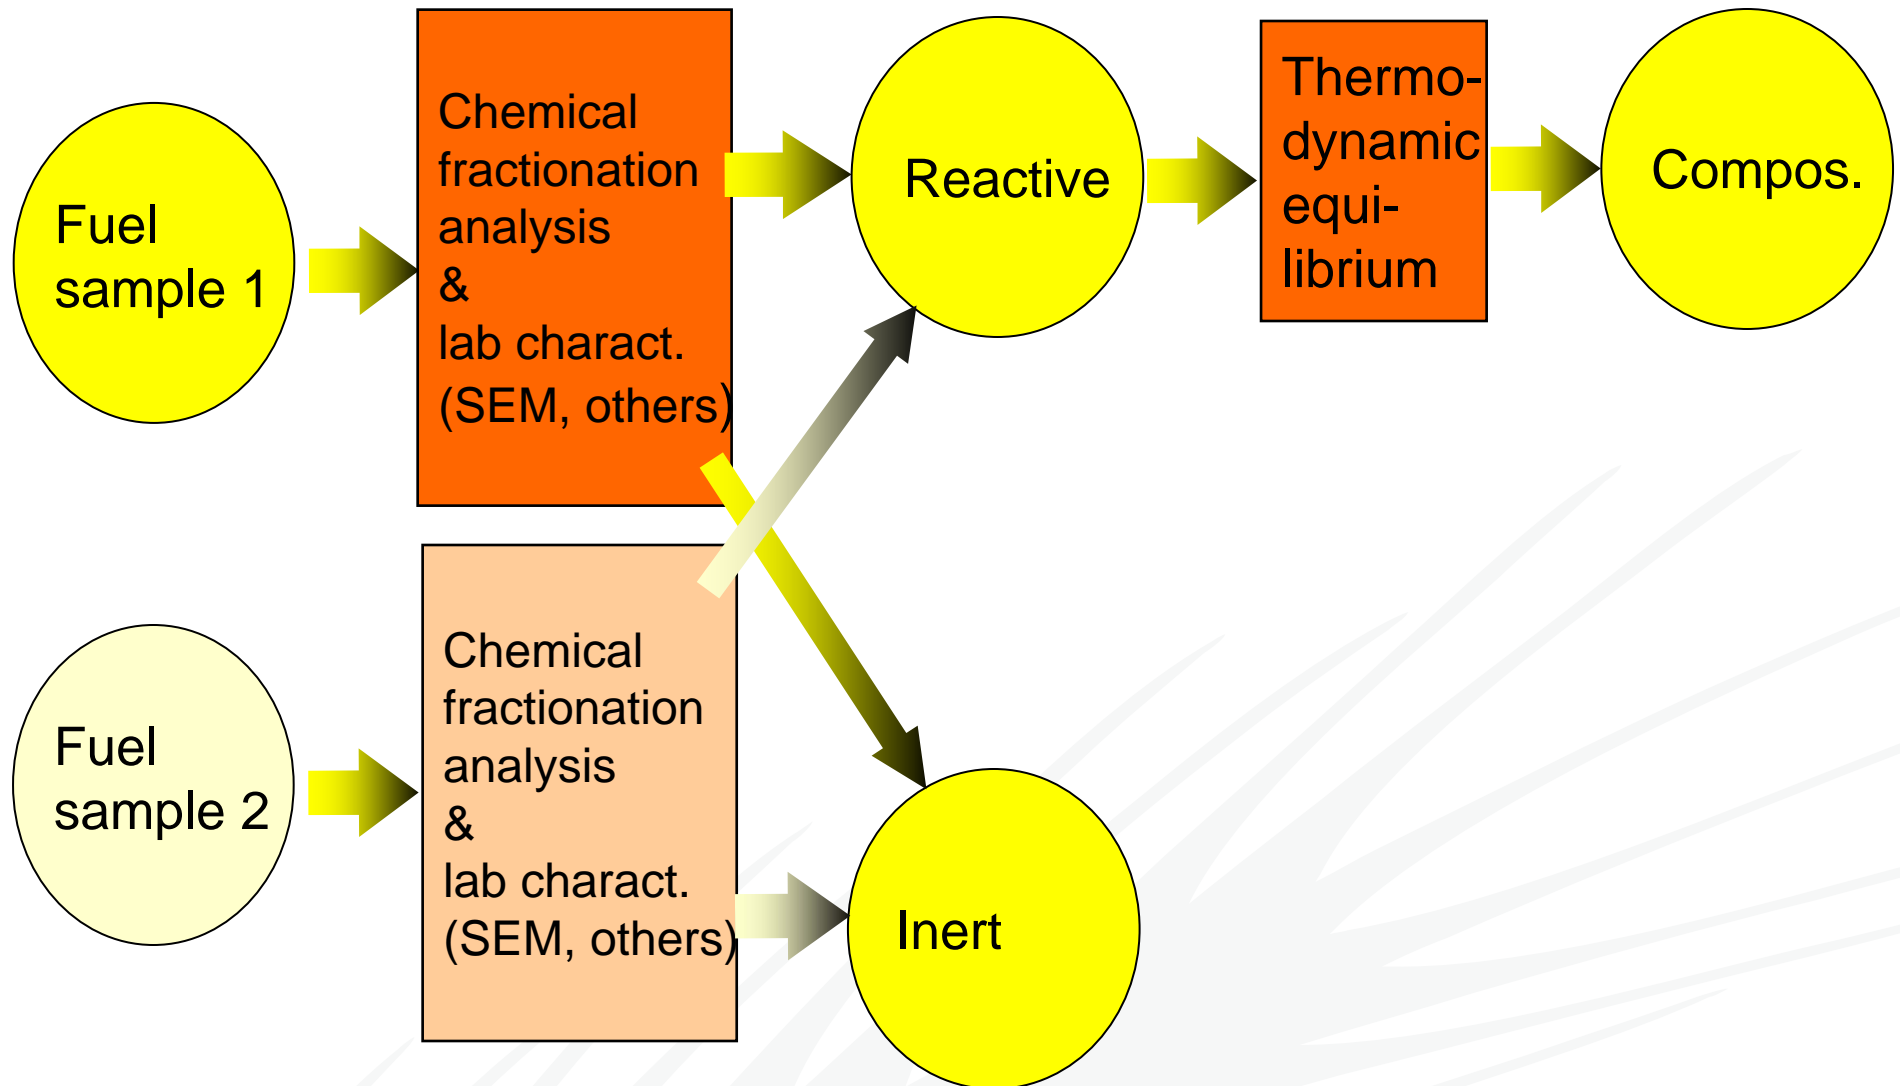 Fuel
sample 1
Chemical
fractionation
analysis
&
lab charact.
(SEM, others)
Reactive
Thermo-
dynamic
equi-
librium
Compos.
Fuel
sample 2
Chemical
fractionation
analysis
&
lab charact.
(SEM, others)
Inert